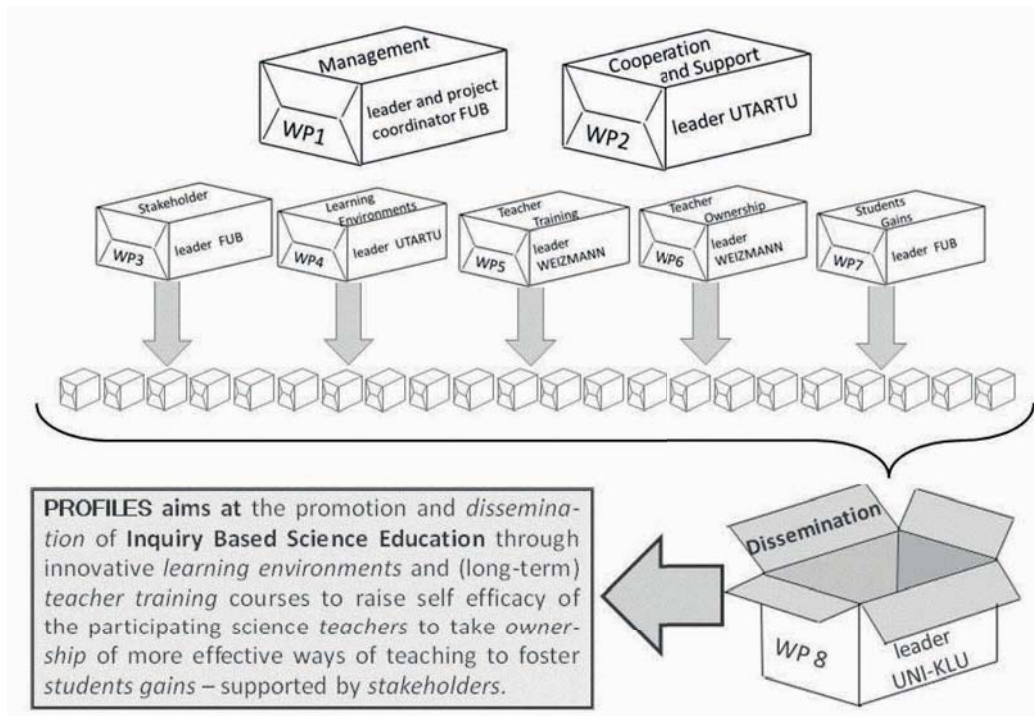 Management
leader and project
coordinator FUB
WP1
Cooperation
and Support
leader UTARTU
WP2
Stakeholder
leader FUB
WP3
Learning
Environments
leader UTARTU
WP4
Teacher
Training
leader
WEIZMANN
WP5
Teacher
Ownership
leader
WEIZMANN
WP6
Students
Gains
leader FUB
WP7
PROFILES aims at the promotion and dissemina-
tion of Inquiry Based Science Education through
innovative learning environments and (long-term)
teacher training courses to raise self efficacy of
the participating science teachers to take owner-
ship of more effective ways of teaching to foster
students gains – supported by stakeholders.
Dissemination
WP 8
leader
UNI-KLU